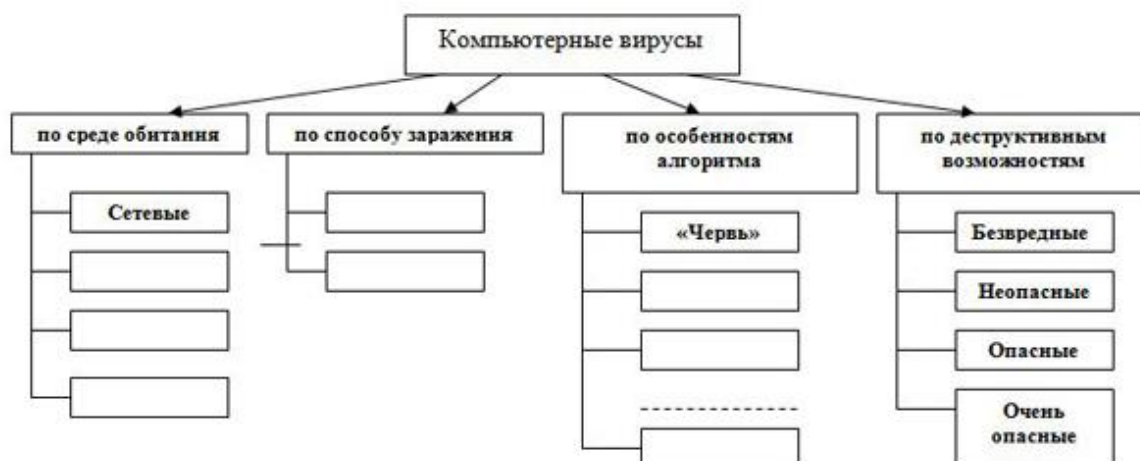 Компьютерные вирусы
по среде обитания
по способу заражения
по особенностям
алгоритма
по деструктивным
возможностям
Сетевые
«Червь»
Безвредные
Неопасные
Опасные
Очень
опасные